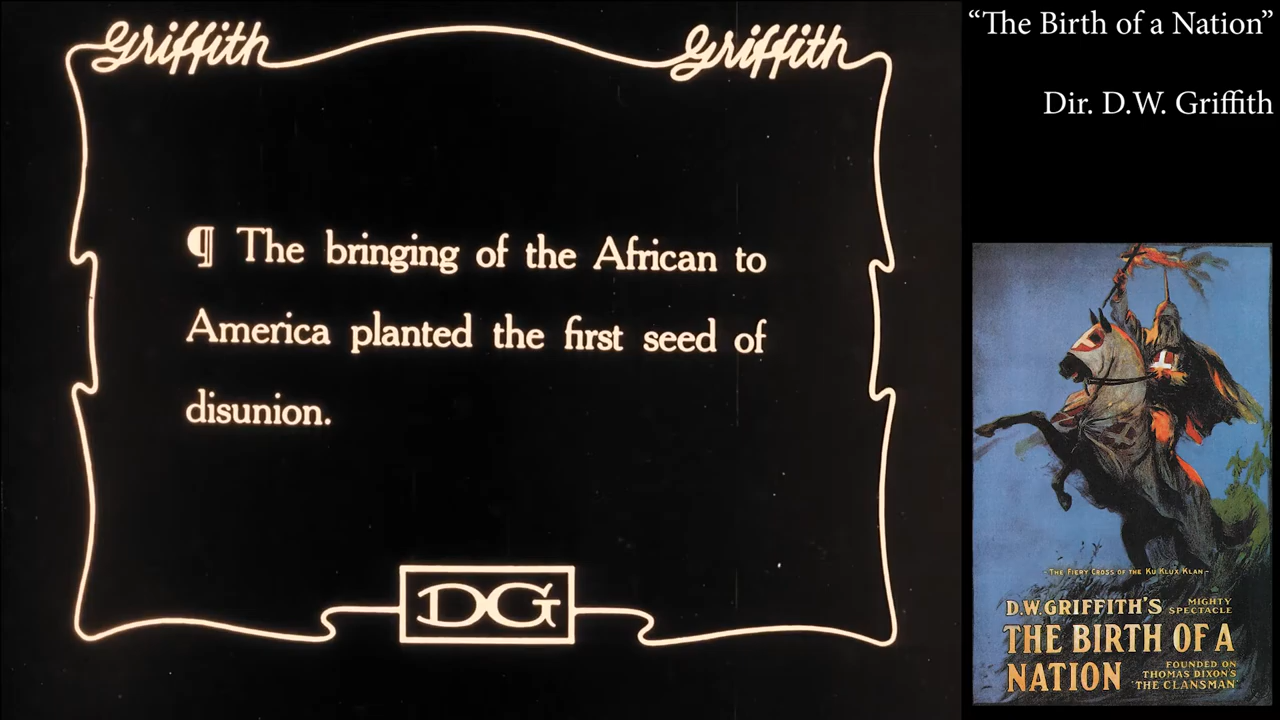 Griffith Griffith
¶ The bringing of the African to
America planted the first seed of
disunion.
DG
“The Birth of a Nation”
Dir. D.W. Griffith
-THE FIERY CROSS OF THE KU KLUX KLAN-
D.W. GRIFFITH'S MIGHTY SPECTACLE
THE BIRTH OF A
NATION
FOUNDED ON
THOMAS DIXON'S
'THE CLANSMAN'